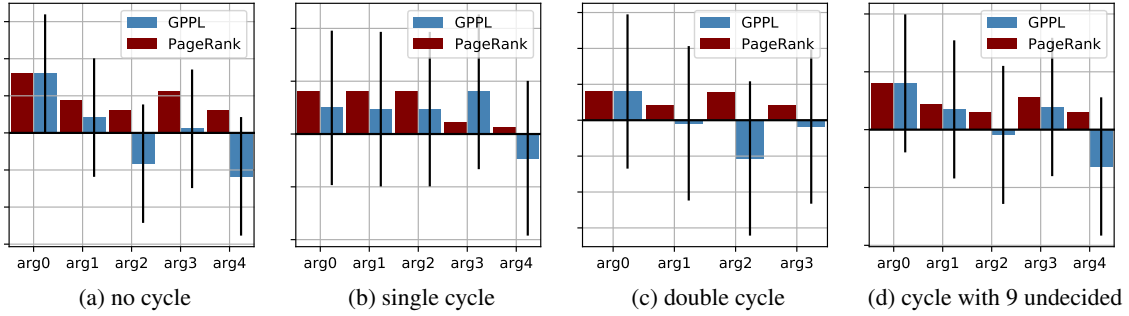 GPPL
PageRank
arg0 arg1 arg2 arg3 arg4
(a) no cycle
GPPL
PageRank
arg0 arg1 arg2 arg3 arg4
(b) single cycle
GPPL
PageRank
arg0 arg1 arg2 arg3
(c) double cycle
GPPL
PageRank
arg0 arg1 arg2 arg3 arg4
(d) cycle with 9 undecided